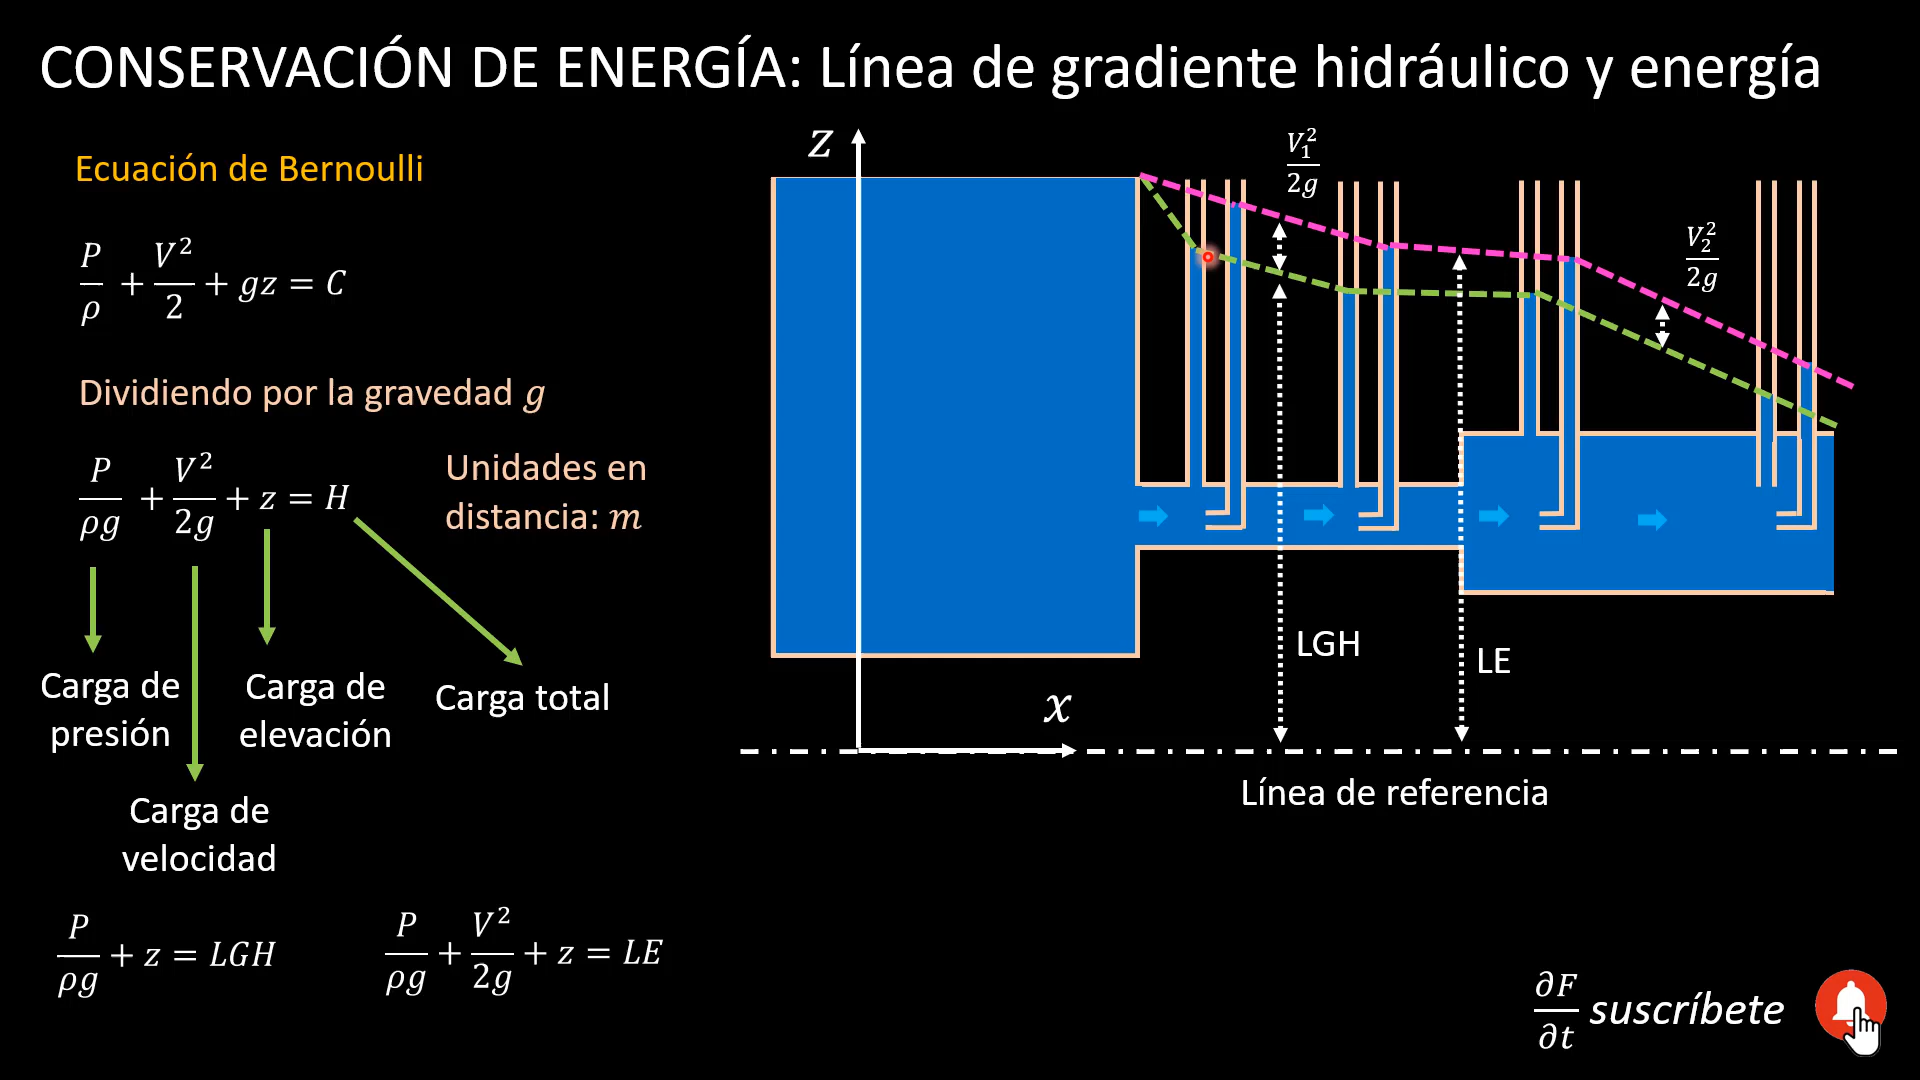 CONSERVACIÓN DE ENERGÍA: Línea de gradiente hidráulico y energía
Ecuación de Bernoulli
P/ρ + V²/2 + gz = C
Dividiendo por la gravedad g
P/ρg + V²/2g + z = H
Unidades en
distancia: m
Carga de
presión
Carga de
velocidad
Carga de
elevación
Carga total
P/ρg + z = LGH
P/ρg + V²/2g + z = LE
z
V₁²/2g
V₂²/2g
LGH
LE
x
Línea de referencia
∂F/∂t suscríbete